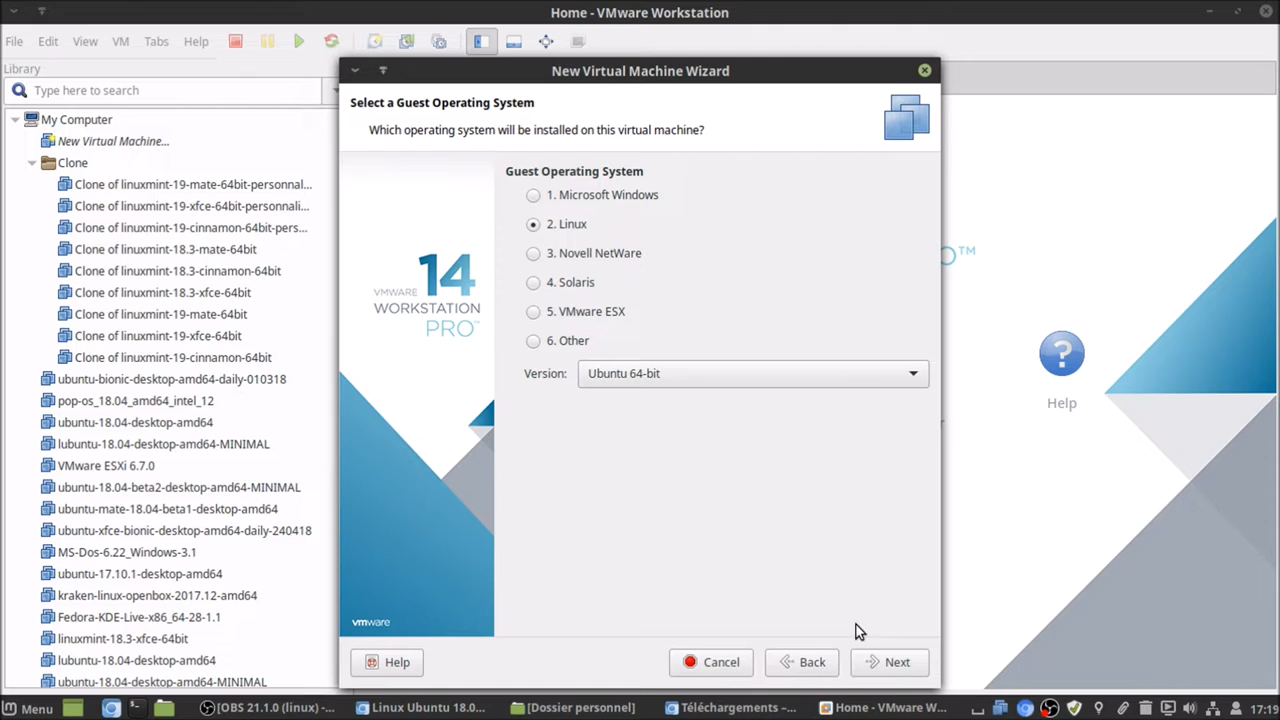 Home - VMware Workstation
File Edit View VM Tabs Help
Library
Type here to search
My Computer
New Virtual Machine...
Clone
Clone of linuxmint-19-mate-64bit-personnal...
Clone of linuxmint-19-xfce-64bit-personnali...
Clone of linuxmint-19-cinnamon-64bit-pers...
Clone of linuxmint-18.3-mate-64bit
Clone of linuxmint-18.3-cinnamon-64bit
Clone of linuxmint-18.3-xfce-64bit
Clone of linuxmint-19-mate-64bit
Clone of linuxmint-19-xfce-64bit
Clone of linuxmint-19-cinnamon-64bit
ubuntu-bionic-desktop-amd64-daily-010318
pop-os_18.04_amd64_intel_12
ubuntu-18.04-desktop-amd64
lubuntu-18.04-desktop-amd64-MINIMAL
VMware ESXi 6.7.0
ubuntu-18.04-beta2-desktop-amd64-MINIMAL
ubuntu-mate-18.04-beta1-desktop-amd64
ubuntu-xfce-bionic-desktop-amd64-daily-240418
MS-Dos-6.22_Windows-3.1
ubuntu-17.10.1-desktop-amd64
kraken-linux-openbox-2017.12-amd64
Fedora-KDE-Live-x86_64-28-1.1
linuxmint-18.3-xfce-64bit
lubuntu-18.04-desktop-amd64
ubuntu-18.04-desktop-amd64-MINIMAL
New Virtual Machine Wizard
Select a Guest Operating System
Which operating system will be installed on this virtual machine?
VMWARE 14
WORKSTATION
PRO™
vmware
Guest Operating System
1. Microsoft Windows
2. Linux
3. Novell NetWare
4. Solaris
5. VMware ESX
6. Other
Version: Ubuntu 64-bit
Help Cancel Back Next
O™
?
Help
Menu [OBS 21.1.0 (linux) -... Linux Ubuntu 18.0... [Dossier personnel] Téléchargements –... Home - VMware W... 17:19